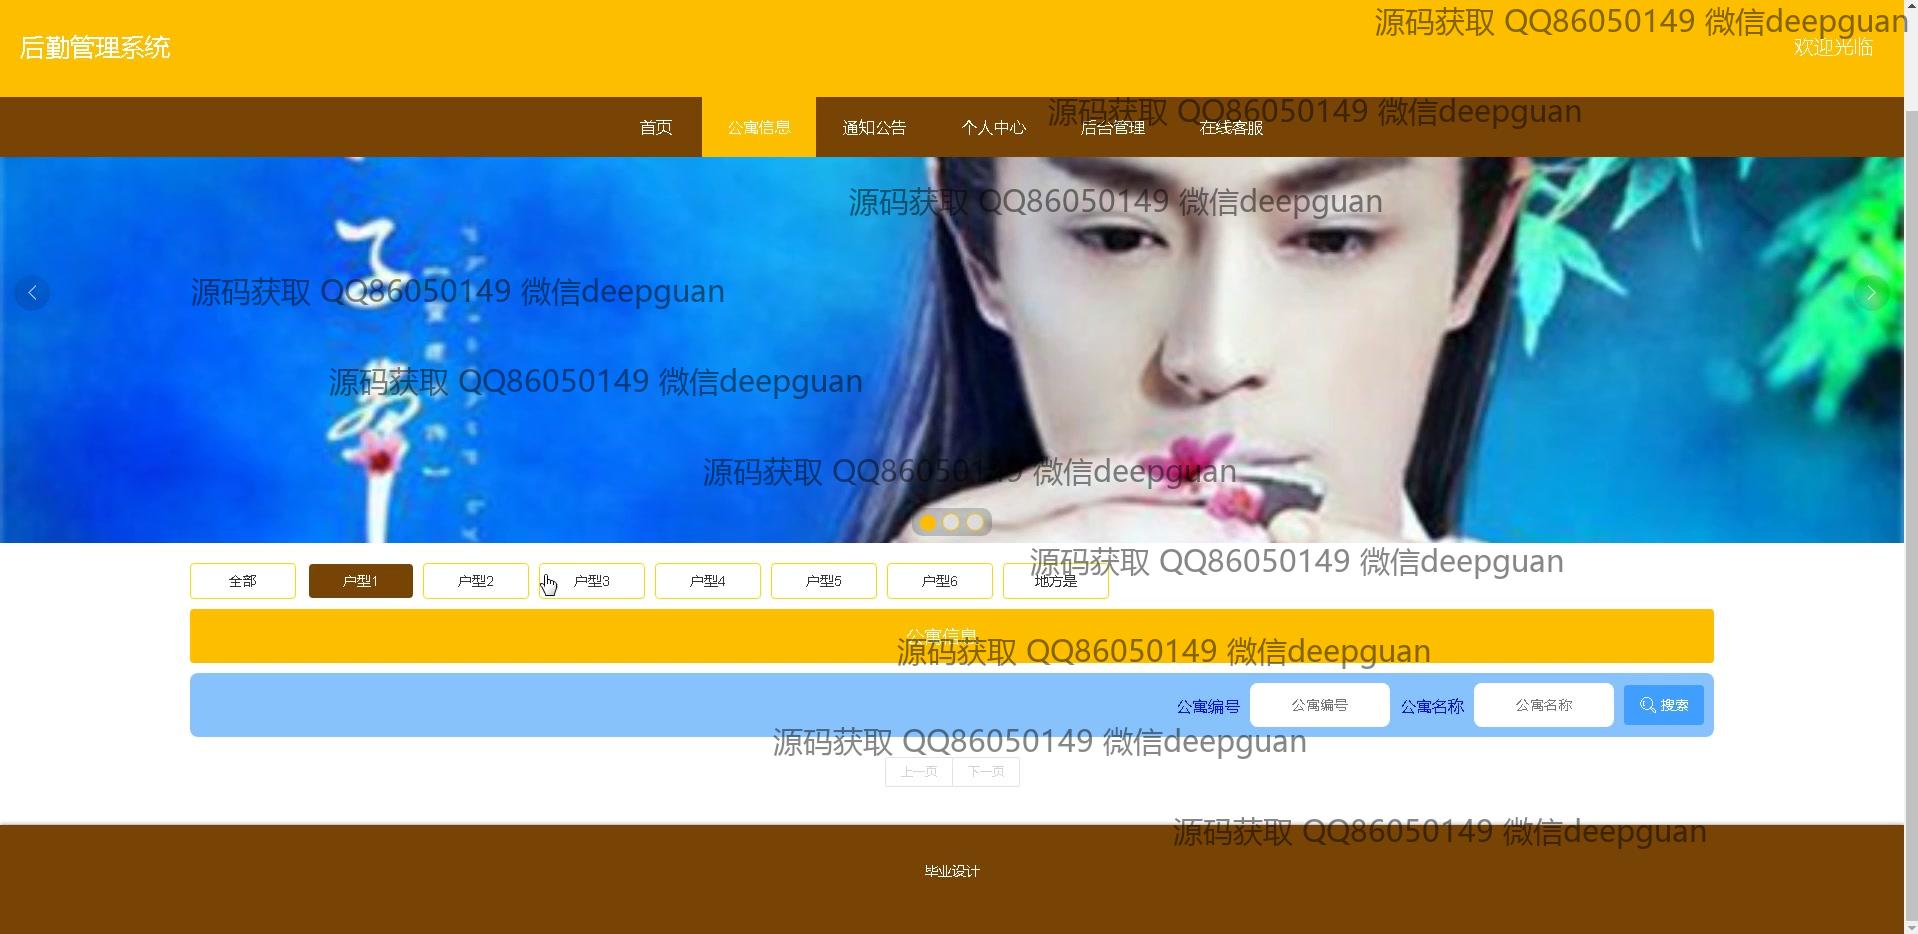 源码获取 QQ86050149 微信deepguan
后勤管理系统
欢迎光临
源码获取 QQ86050149 微信deepguan
首页 公寓信息 通知公告 个人中心 后台管理 在线客服
源码获取 QQ86050149 微信deepguan
源码获取 QQ86050149 微信deepguan
源码获取 QQ86050149 微信deepguan
源码获取 QQ86050149 微信deepguan
源码获取 QQ86050149 微信deepguan
全部 户型1 户型2 户型3 户型4 户型5 户型6 地方是
公寓信息
源码获取 QQ86050149 微信deepguan
公寓编号 公寓编号 公寓名称 公寓名称 搜索
源码获取 QQ86050149 微信deepguan
上一页 下一页
源码获取 QQ86050149 微信deepguan
毕业设计